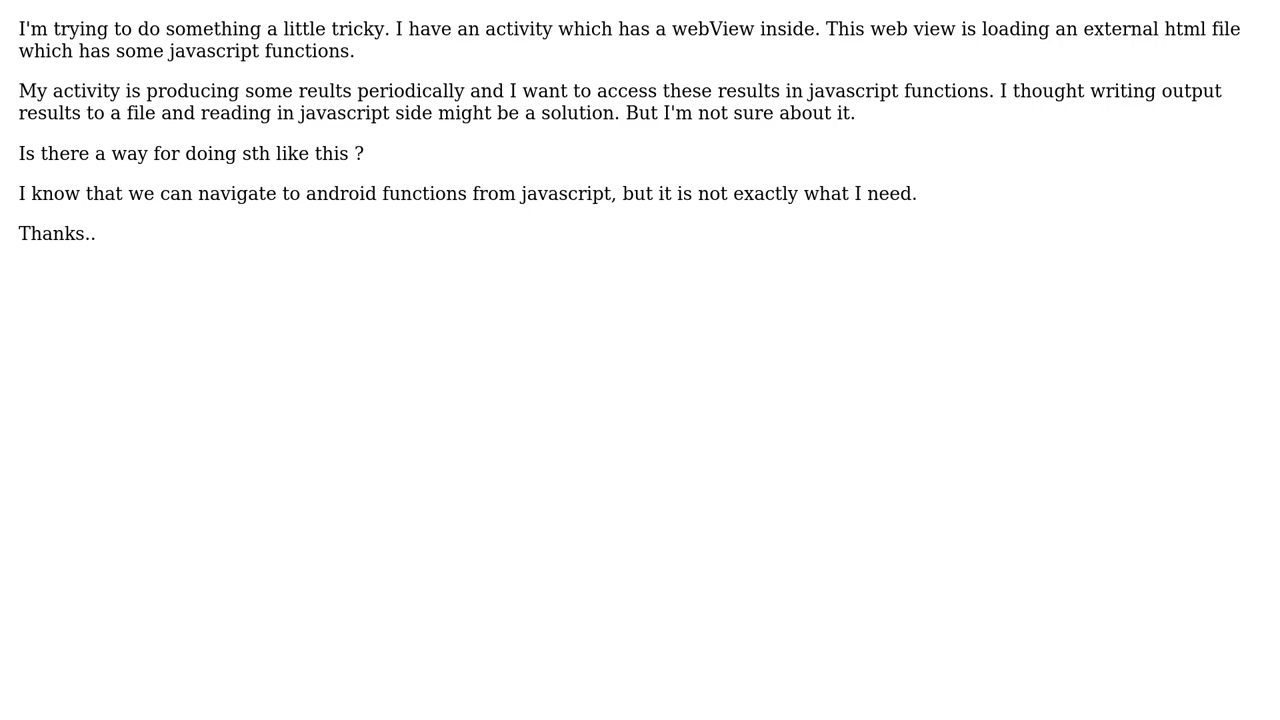 I'm trying to do something a little tricky. I have an activity which has a webView inside. This web view is loading an external html file
which has some javascript functions.
My activity is producing some reults periodically and I want to access these results in javascript functions. I thought writing output
results to a file and reading in javascript side might be a solution. But I'm not sure about it.
Is there a way for doing sth like this ?
I know that we can navigate to android functions from javascript, but it is not exactly what I need.
Thanks..